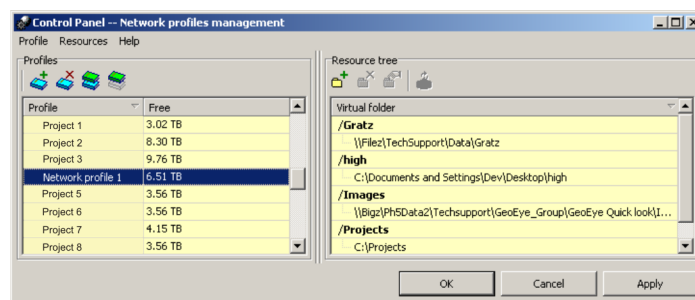 Control Panel -- Network profiles management
Profile Resources Help
Profiles
Profile Free
Project 1 3.02 TB
Project 2 8.30 TB
Project 3 9.76 TB
Network profile 1 6.51 TB
Project 5 3.56 TB
Project 6 3.56 TB
Project 7 4.15 TB
Project 8 3.56 TB
Resource tree
Virtual folder
/Gratz
\\Filez\TechSupport\Data\Gratz
/high
C:\Documents and Settings\Dev\Desktop\high
/Images
\\Bigz\Ph5Data2\Techsupport\GeoEye_Group\GeoEye Quick look\I...
/Projects
C:\Projects
OK Cancel Apply